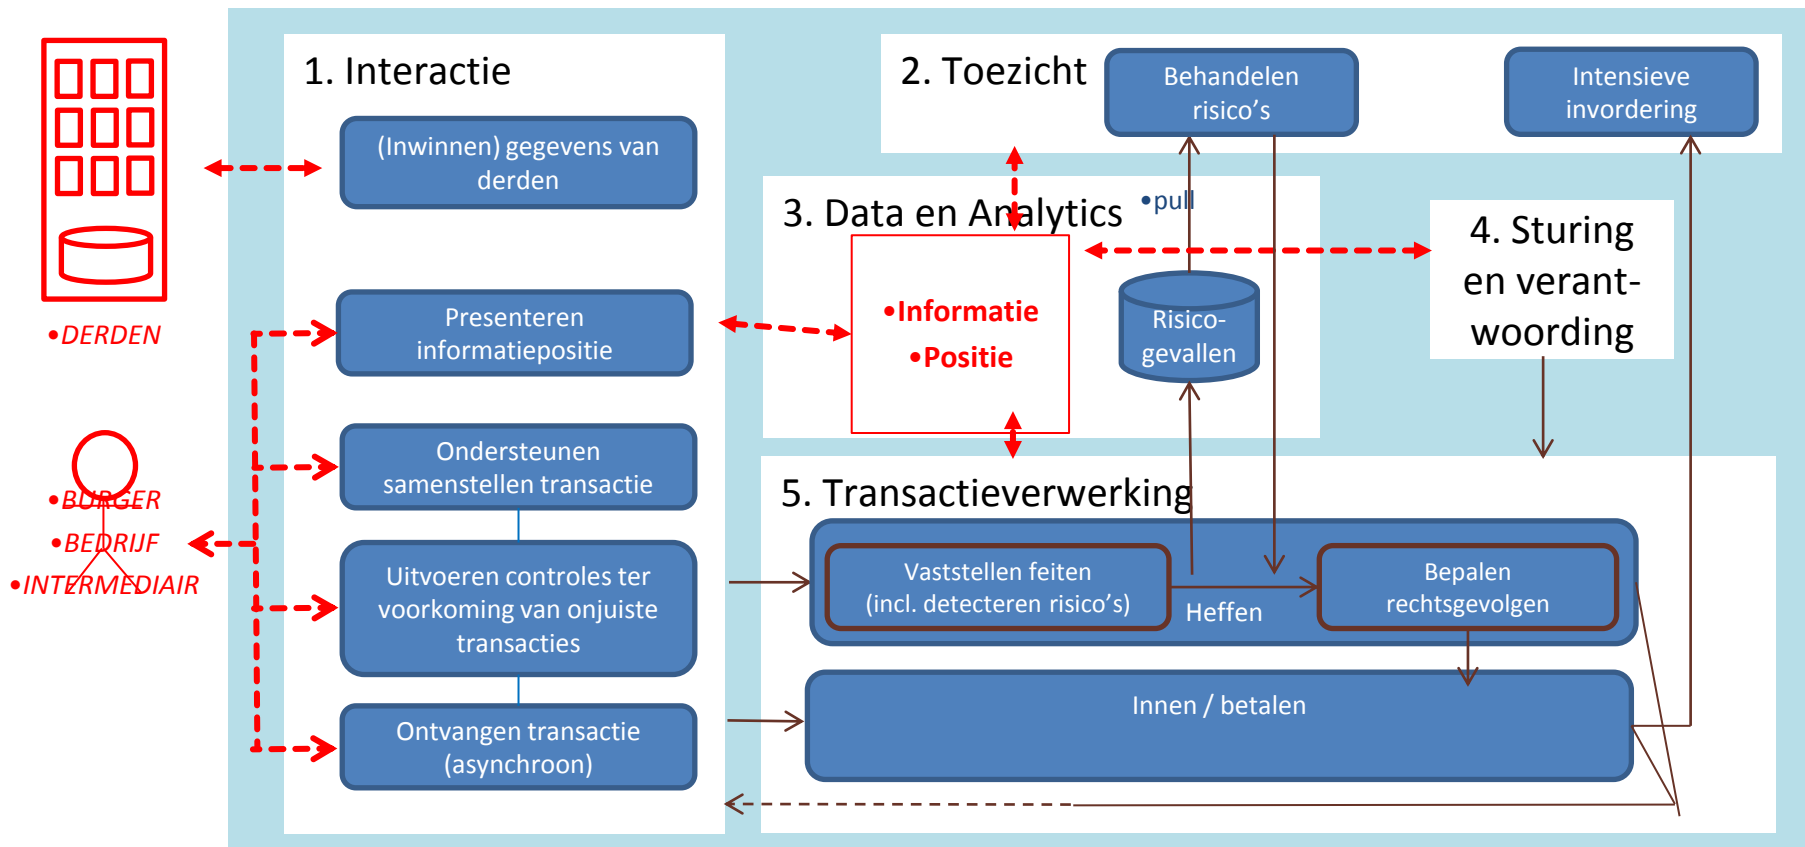 •DERDEN
•BURGER
•BEDRIJF
•INTERMEDIAIR
1. Interactie
(Inwinnen) gegevens van
derden
Presenteren
informatiepositie
Ondersteunen
samenstellen transactie
Uitvoeren controles ter
voorkoming van onjuiste
transacties
Ontvangen transactie
(asynchroon)
2. Toezicht
Behandelen
risico’s
Intensieve
invordering
3. Data en Analytics
•pull
•Informatie
•Positie
Risico-
gevallen
4. Sturing
en verant-
woording
5. Transactieverwerking
Vaststellen feiten
(incl. detecteren risico’s)
Heffen
Bepalen
rechtsgevolgen
Innen / betalen